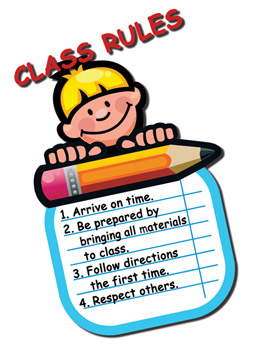 CLASS RULES
1. Arrive on time.
2. Be prepared by
bringing all materials
to class.
3. Follow directions
the first time.
4. Respect others.